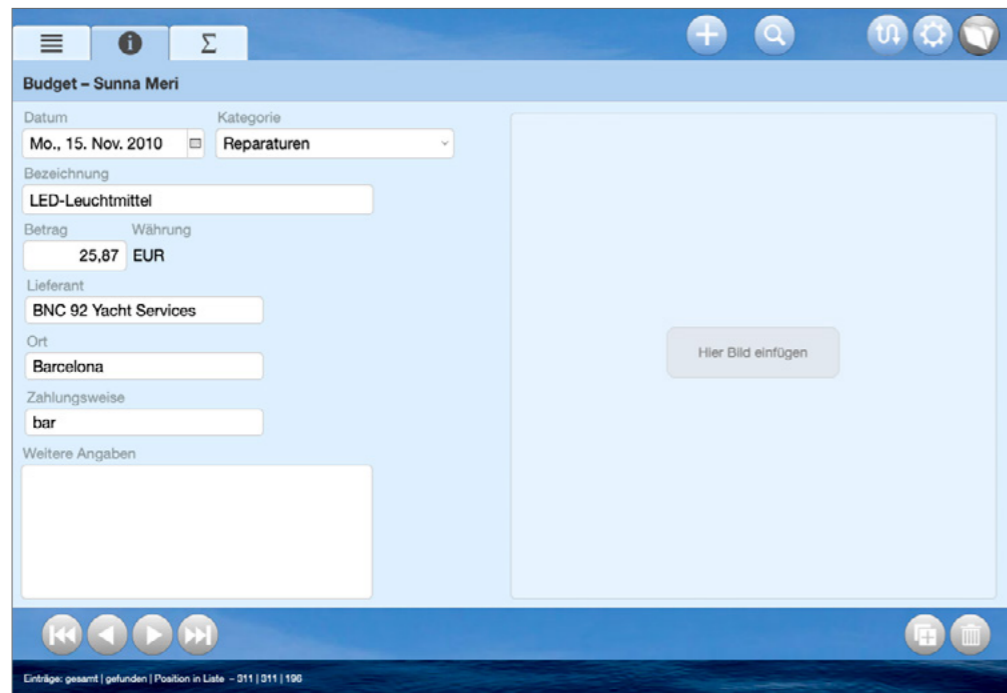 Σ
Budget – Sunna Meri
Datum Kategorie
Mo., 15. Nov. 2010 Reparaturen
Bezeichnung
LED-Leuchtmittel
Betrag Währung
25,87 EUR
Lieferant
BNC 92 Yacht Services
Ort
Barcelona
Hier Bild einfügen
Zahlungsweise
bar
Weitere Angaben
Einträge: gesamt | gefunden | Position in Liste – 311 | 311 | 196